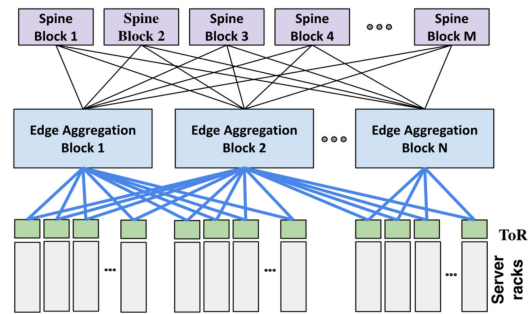 Spine
Block 1
Spine
Block 2
Spine
Block 3
Spine
Block 4
Spine
Block M
Edge Aggregation
Block 1
Edge Aggregation
Block 2
Edge Aggregation
Block N
ToR
Server
racks